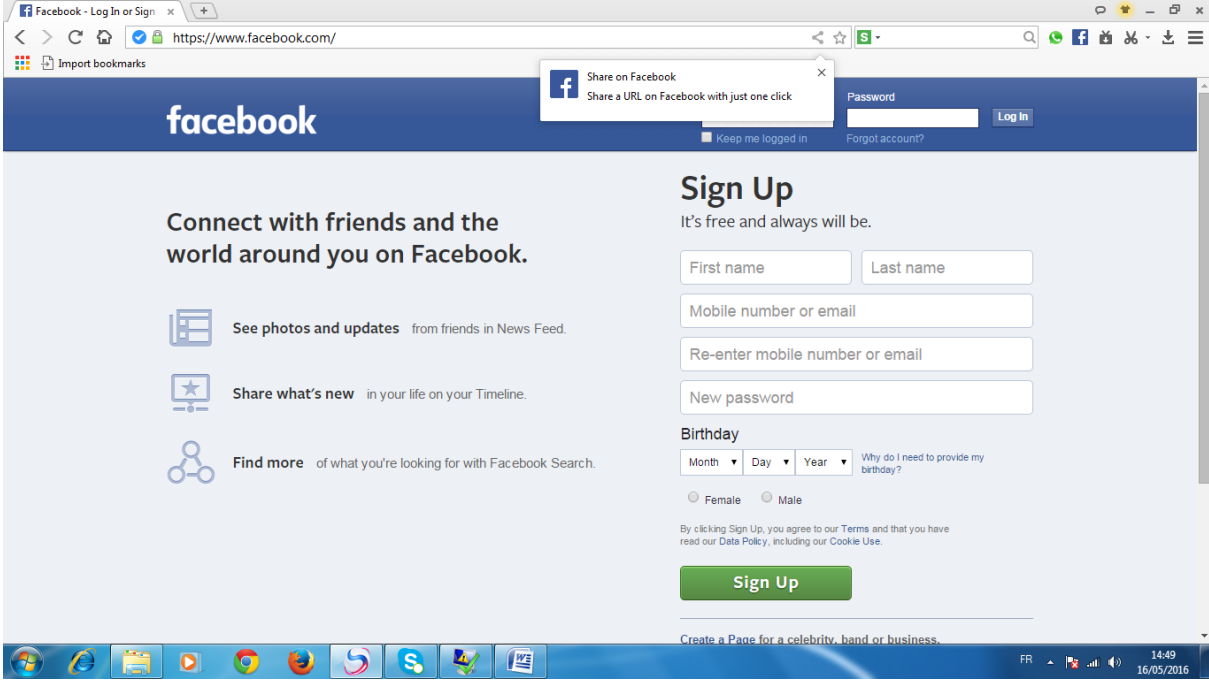 Facebook - Log In or Sign
https://www.facebook.com/
S
Import bookmarks
Share on Facebook
Share a URL on Facebook with just one click
facebook
Password
Log In
Keep me logged in
Forgot account?
Sign Up
It's free and always will be.
Connect with friends and the
world around you on Facebook.
First name
Last name
Mobile number or email
See photos and updates from friends in News Feed.
Re-enter mobile number or email
Share what's new in your life on your Timeline.
New password
Birthday
Find more of what you're looking for with Facebook Search.
Month Day Year
Why do I need to provide my
birthday?
Female Male
By clicking Sign Up, you agree to our Terms and that you have
read our Data Policy, including our Cookie Use.
Sign Up
Create a Page for a celebrity, band or business.
FR
14:49
16/05/2016